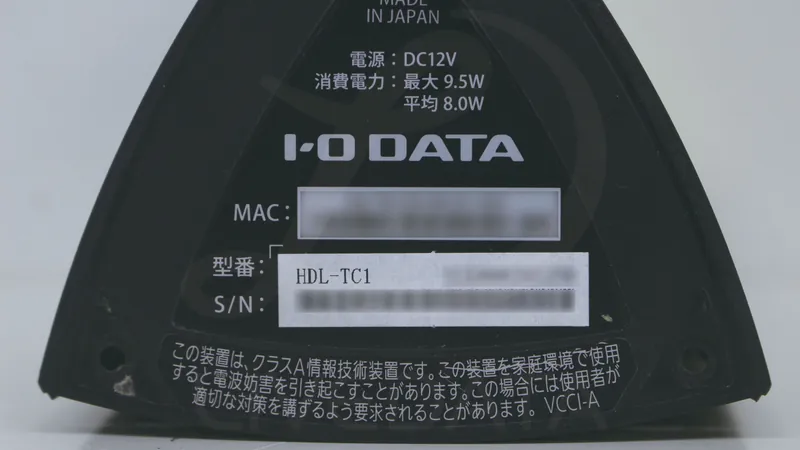 MADE
IN JAPAN
電源：DC12V
消費電力：最大 9.5W
平均 8.0W
I-O DATA
MAC：
型番：
HDL-TC1
S/N：
この装置は、クラスA情報技術装置です。この装置を家庭環境で使用
すると電波妨害を引き起こすことがあります。この場合には使用者が
適切な対策を講ずるよう要求されることがあります。 VCCI-A